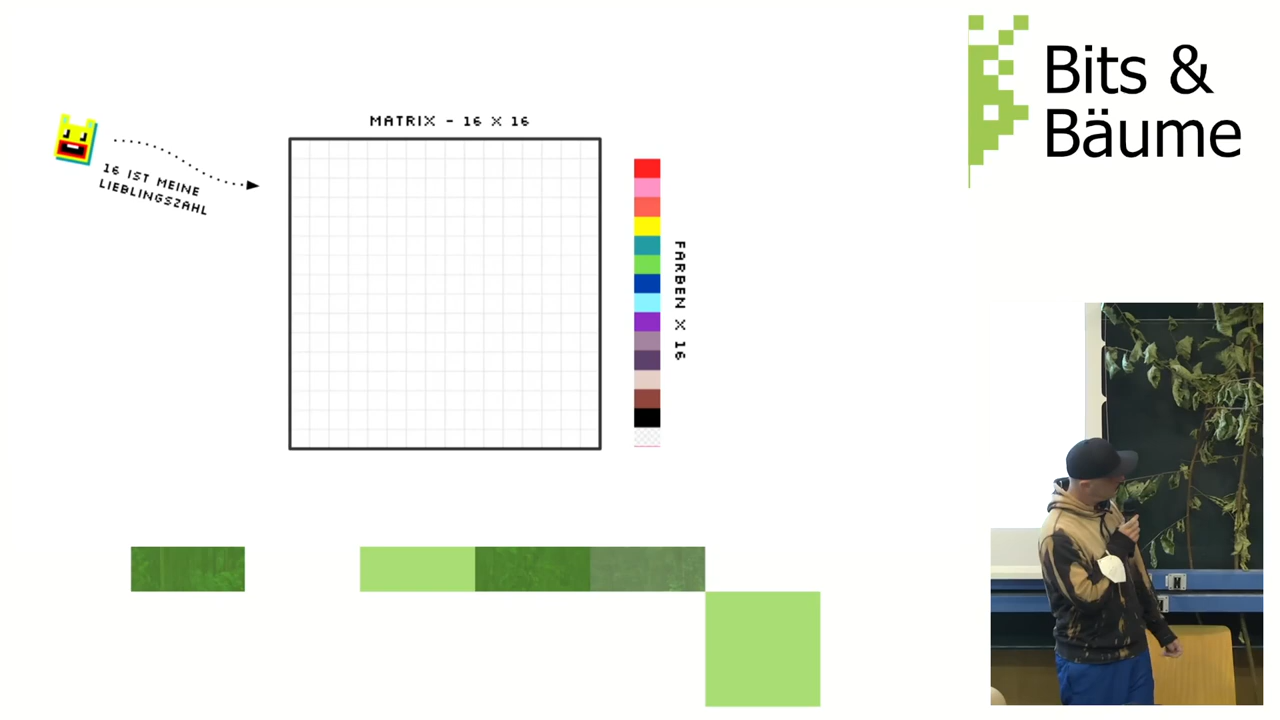 Bits &
Bäume
MATRIX - 16 X 16
16 IST MEINE
LIEBLINGSZAHL
FARBEN X 16